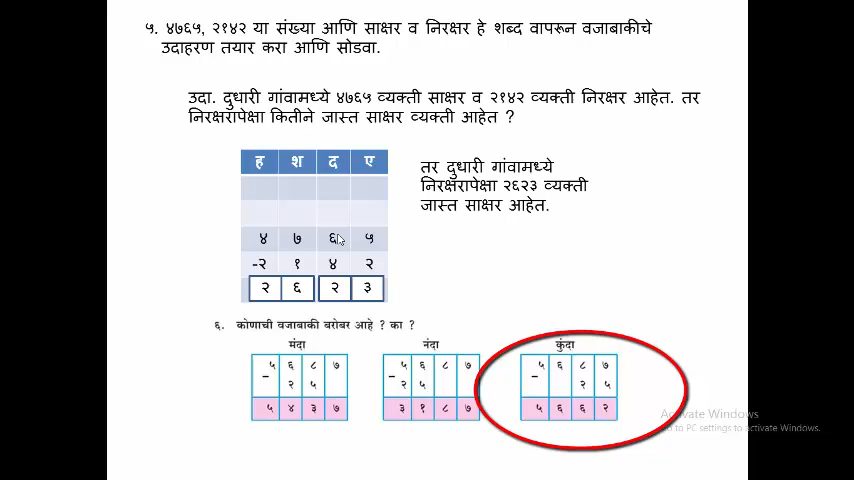 ५. ४७६५, २१४२ या संख्या आणि साक्षर व निरक्षर हे शब्द वापरून वजाबाकीचे
उदाहरण तयार करा आणि सोडवा.
उदा. दुधारी गांवामध्ये ४७६५ व्यक्ती साक्षर व २१४२ व्यक्ती निरक्षर आहेत. तर
निरक्षरापेक्षा कितीने जास्त साक्षर व्यक्ती आहेत ?
ह श द ए
४ ७ ६ ५
-२ १ ४ २
२ ६ २ ३
तर दुधारी गांवामध्ये
निरक्षरापेक्षा २६२३ व्यक्ती
जास्त साक्षर आहेत.
६. कोणाची वजाबाकी बरोबर आहे ? का ?
मंदा
५ ६ ८ ७
- २ ५
५ ४ ३ ७
नंदा
५ ६ ८ ७
- २ ५
३ १ ८ ७
कुंदा
५ ६ ८ ७
- २ ५
५ ६ ६ २
Activate Windows
to PC settings to activate Windows.